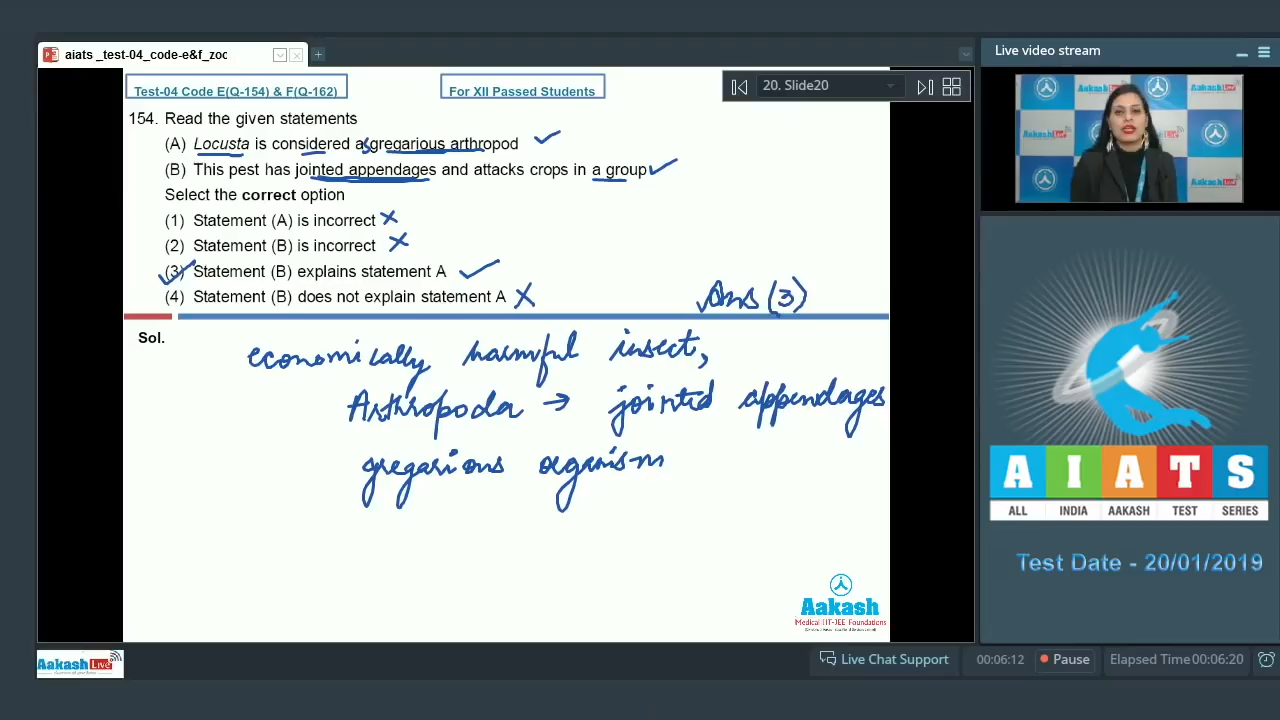 aiats _test-04_code-e&f_zoc
Live video stream
Test-04 Code E(Q-154) & F(Q-162)
For XII Passed Students
20. Slide20
154. Read the given statements
(A) Locusta is considered as gregarious arthropod
(B) This pest has jointed appendages and attacks crops in a group
Select the correct option
(1) Statement (A) is incorrect
(2) Statement (B) is incorrect
(3) Statement (B) explains statement A
(4) Statement (B) does not explain statement A
Ans (3)
Sol.
economically harmful insect,
Arthropoda → jointed appendages
gregarious organism
Aakash
Medical|IIT-JEE|Foundations
Aakash Live
A I A T S
ALL INDIA AAKASH TEST SERIES
Test Date - 20/01/2019
Aakash Live
Live Chat Support
00:06:12
Pause
Elapsed Time 00:06:20